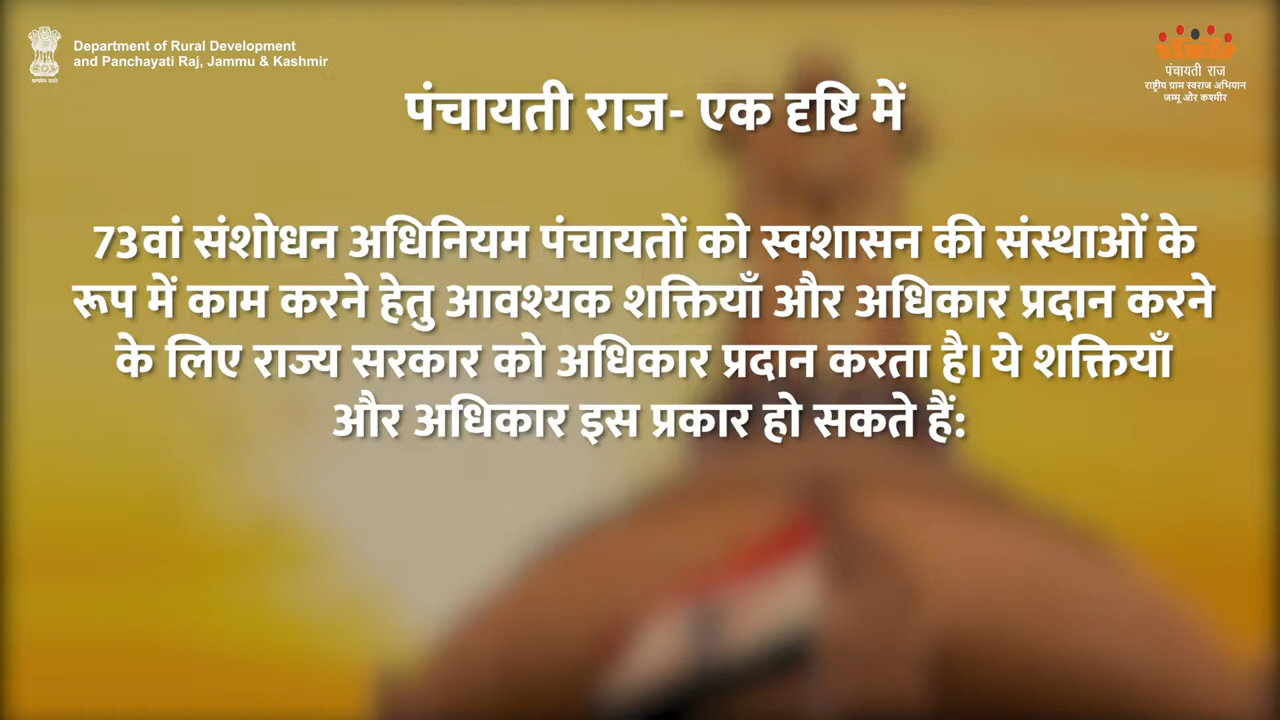 Department of Rural Development
and Panchayati Raj, Jammu & Kashmir
पंचायती राज
राष्ट्रीय ग्राम स्वराज अभियान
जम्मू और कश्मीर
पंचायती राज- एक दृष्टि में
73वां संशोधन अधिनियम पंचायतों को स्वशासन की संस्थाओं के
रूप में काम करने हेतु आवश्यक शक्तियाँ और अधिकार प्रदान करने
के लिए राज्य सरकार को अधिकार प्रदान करता है। ये शक्तियाँ
और अधिकार इस प्रकार हो सकते हैं: